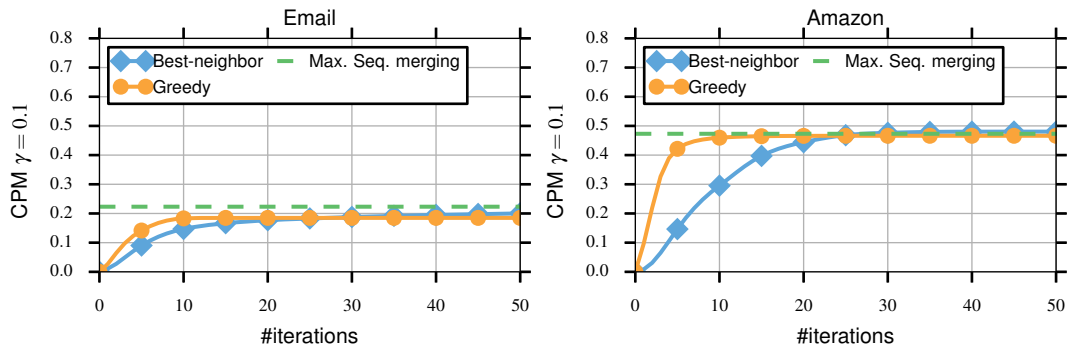 Email
CPM γ = 0.1
0.8
0.7
0.6
0.5
0.4
0.3
0.2
0.1
0.0
Best-neighbor
Greedy
Max. Seq. merging
0 10 20 30 40 50
#iterations
Amazon
CPM γ = 0.1
0.8
0.7
0.6
0.5
0.4
0.3
0.2
0.1
0.0
Best-neighbor
Greedy
Max. Seq. merging
0 10 20 30 40 50
#iterations